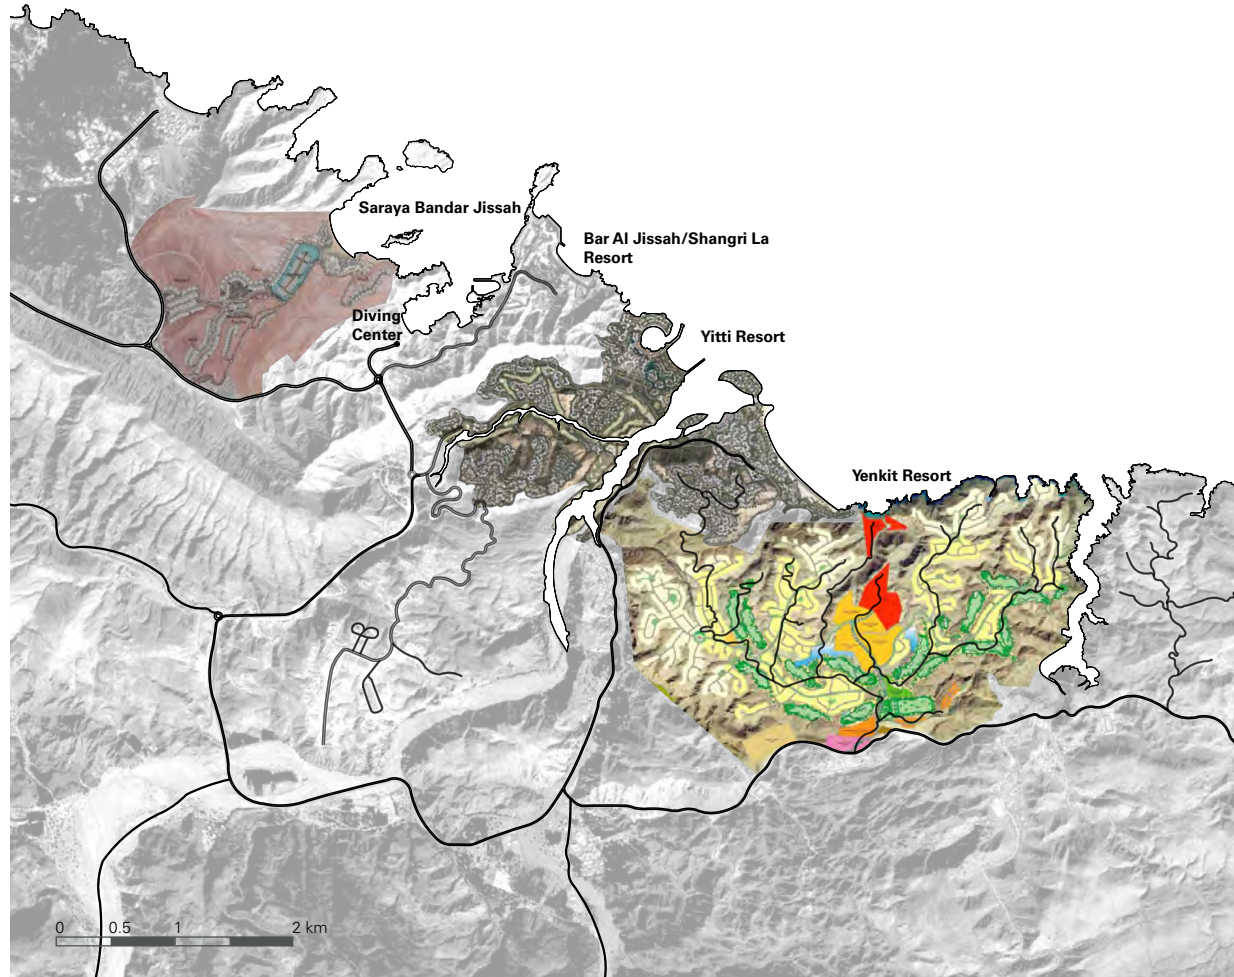 Saraya Bandar Jissah
Bar Al Jissah/Shangri La
Resort
Diving
Center
Yitti Resort
Yenkit Resort
0 0.5 1 2 km